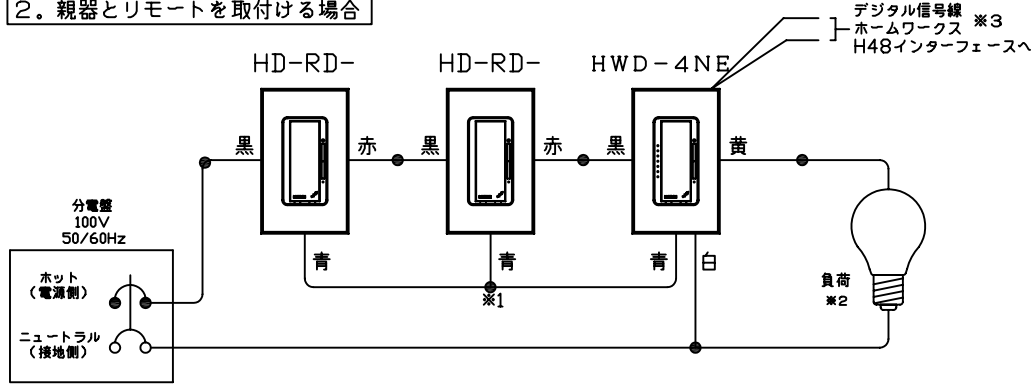 2。親器とリモートを取付ける場合
デジタル信号線
ホームワークス ※3
H48インターフェースへ
HD-RD-
HD-RD-
HWD-4NE
黒
赤
黒
赤
黒
黄
分電盤
100V
50/60Hz
青
青
青
白
ホット
(電源側)
※1
負荷
※2
ニュートラル
(接地側)